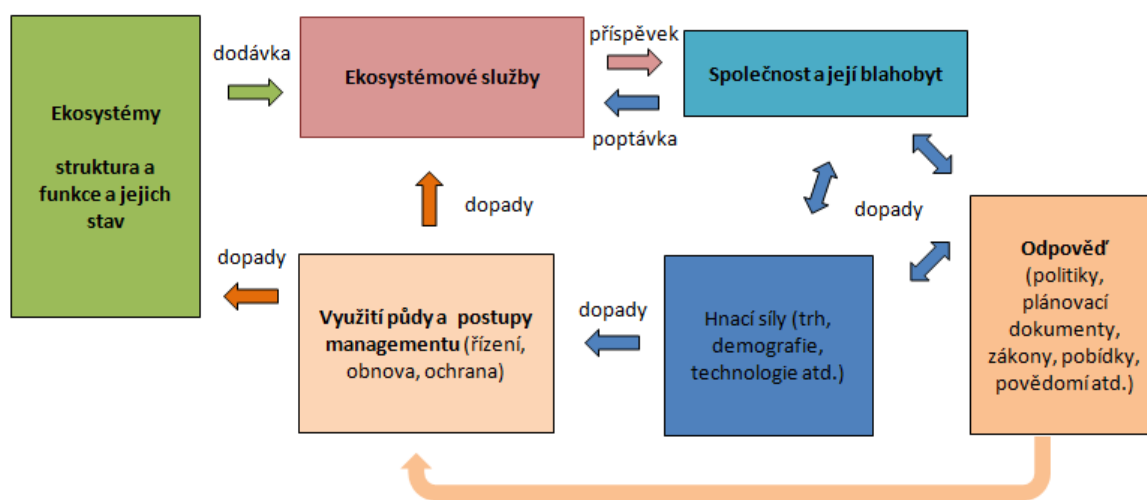 Ekosystémy
struktura a
funkce a jejich
stav
dodávka
Ekosystémové služby
příspěvek
poptávka
Společnost a její blahobyt
dopady
dopady
dopady
Využití půdy a postupy
managementu (řízení,
obnova, ochrana)
dopady
Hnací síly (trh,
demografie,
technologie atd.)
dopady
Odpověď
(politiky,
plánovací
dokumenty,
zákony, pobídky,
povědomí atd.)